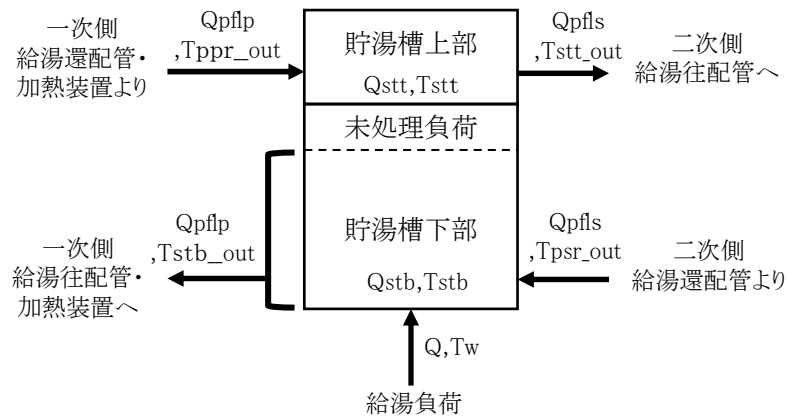 一次側
給湯還配管・
加熱装置より
Qpflp
,Tppr_out
貯湯槽上部
Qstt,Tstt
Qpfls
,Tstt_out
二次側
給湯往配管へ
未処理負荷
一次側
給湯往配管・
加熱装置へ
Qpflp
,Tstb_out
貯湯槽下部
Qstb,Tstb
Qpfls
,Tpsr_out
二次側
給湯還配管より
Q,Tw
給湯負荷